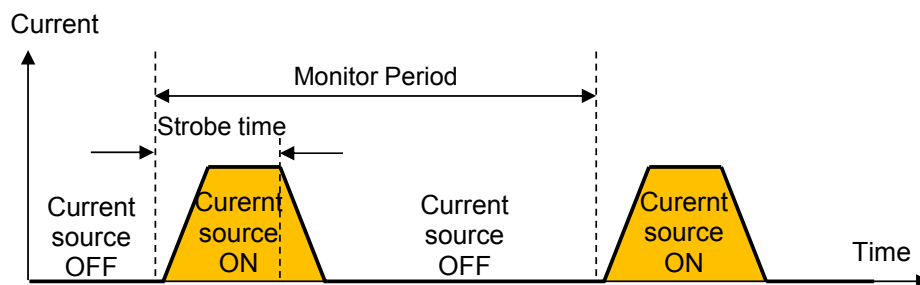 Current
Monitor Period
Strobe time
Current
source
OFF
Curernt
source
ON
Current
source
OFF
Curernt
source
ON
Time